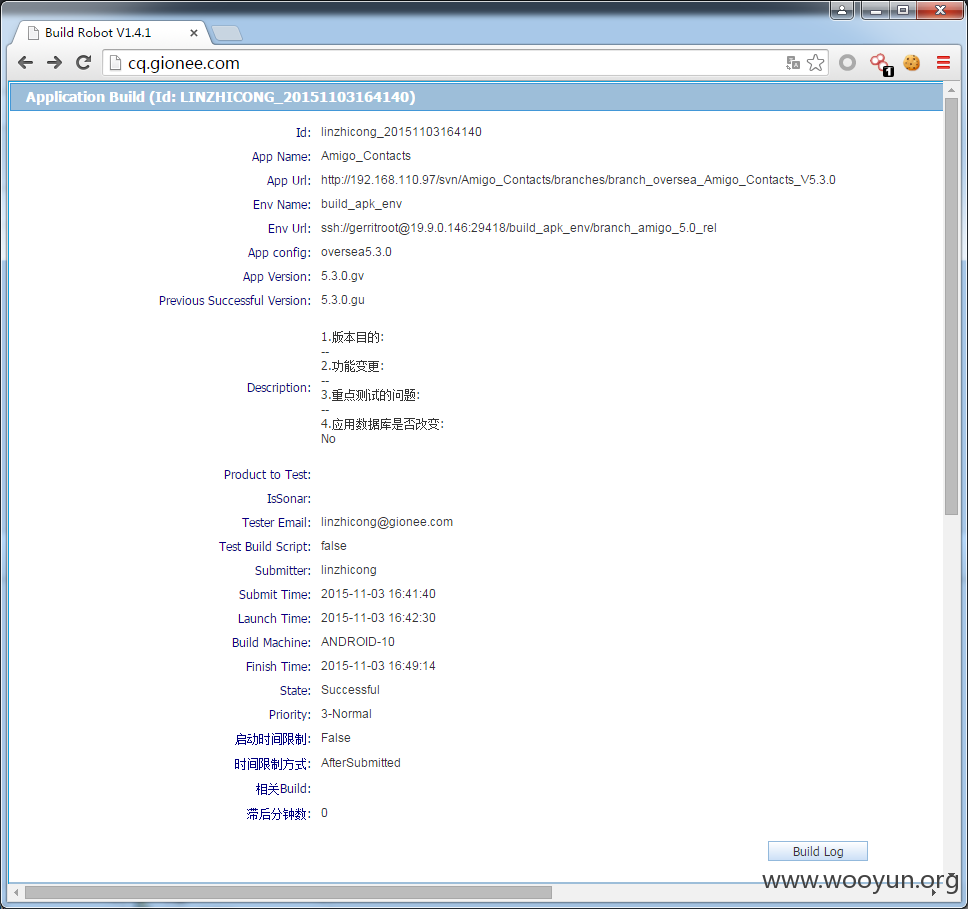 Build Robot V1.4.1
cq.gionee.com
1
Application Build (Id: LINZHICONG_20151103164140)
Id: linzhicong_20151103164140
App Name: Amigo_Contacts
App Url: http://192.168.110.97/svn/Amigo_Contacts/branches/branch_oversea_Amigo_Contacts_V5.3.0
Env Name: build_apk_env
Env Url: ssh://gerritroot@19.9.0.146:29418/build_apk_env/branch_amigo_5.0_rel
App config: oversea5.3.0
App Version: 5.3.0.gv
Previous Successful Version: 5.3.0.gu
Description:
1.版本目的:
--
2.功能变更:
--
3.重点测试的问题:
--
4.应用数据库是否改变:
No
Product to Test:
IsSonar:
Tester Email: linzhicong@gionee.com
Test Build Script: false
Submitter: linzhicong
Submit Time: 2015-11-03 16:41:40
Launch Time: 2015-11-03 16:42:30
Build Machine: ANDROID-10
Finish Time: 2015-11-03 16:49:14
State: Successful
Priority: 3-Normal
启动时间限制: False
时间限制方式: AfterSubmitted
相关Build:
滞后分钟数: 0
Build Log
www.wooyun.org